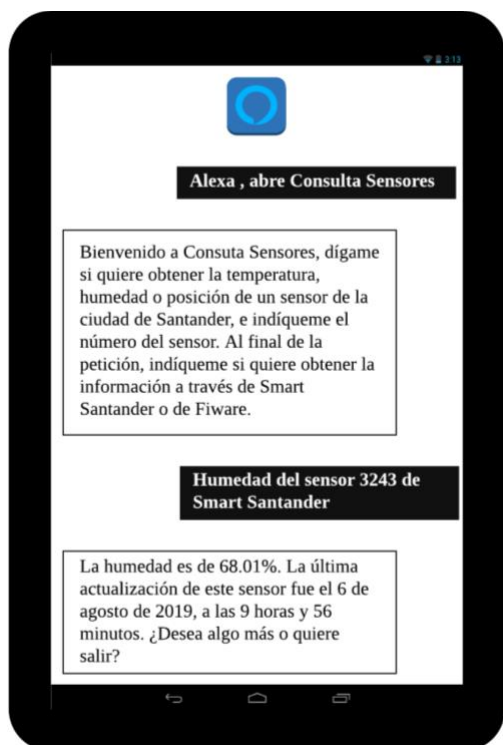 3:13
Alexa , abre Consulta Sensores
Bienvenido a Consuta Sensores, dígame
si quiere obtener la temperatura,
humedad o posición de un sensor de la
ciudad de Santander, e indíqueme el
número del sensor. Al final de la
petición, indíqueme si quiere obtener la
información a través de Smart
Santander o de Fiware.
Humedad del sensor 3243 de
Smart Santander
La humedad es de 68.01%. La última
actualización de este sensor fue el 6 de
agosto de 2019, a las 9 horas y 56
minutos. ¿Desea algo más o quiere
salir?